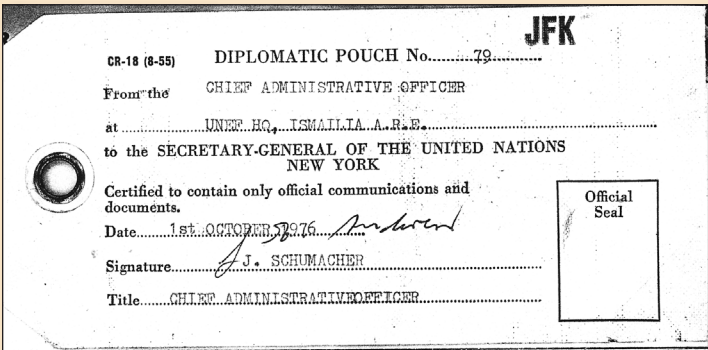 JFK
CR-18 (8-55) DIPLOMATIC POUCH No. 79
From the CHIEF ADMINISTRATIVE OFFICER
at UNEF HQ, ISMAILIA A.R.E.
to the SECRETARY-GENERAL OF THE UNITED NATIONS
NEW YORK
Certified to contain only official communications and
documents.
Official
Seal
Date 1st OCTOBER 1976
Signature J. SCHUMACHER
Title CHIEF ADMINISTRATIVEOFFICER